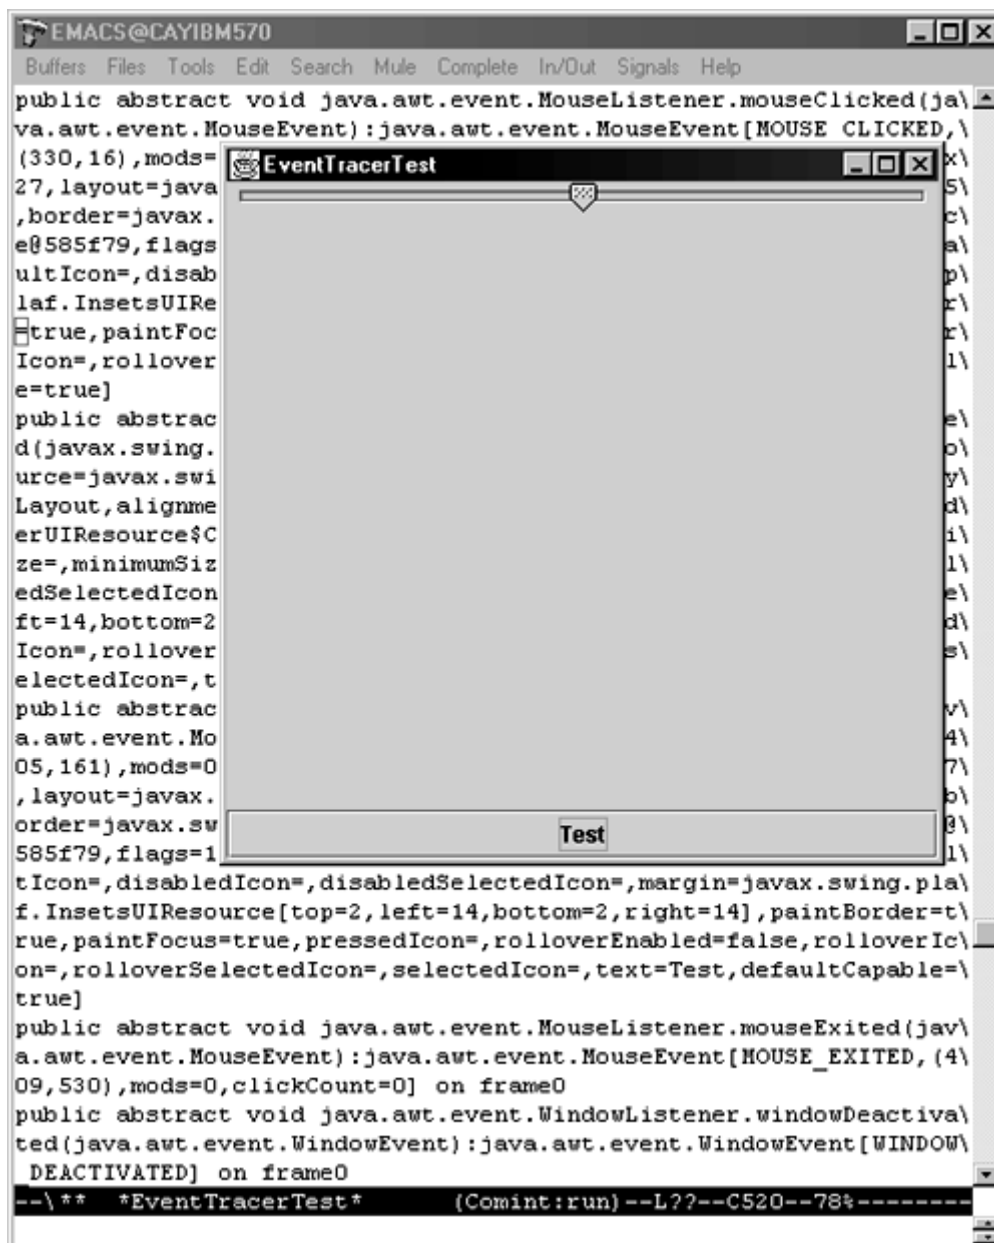 EMACS@CAYIBM570
Buffers Files Tools Edit Search Mule Complete In/Out Signals Help
public abstract void java.awt.event.MouseListener.mouseClicked(ja\
va.awt.event.MouseEvent):java.awt.event.MouseEvent[MOUSE_CLICKED,\
(330,16),mods= x\
EventTracerTest
27,layout=java 5\
,border=javax. c\
e@585f79,flags a\
ultIcon=,disab p\
laf.InsetsUIRe r\
=true,paintFoc r\
Icon=,rollover l\
e=true]
public abstrac e\
d(javax.swing. o\
urce=javax.swi y\
Layout,alignme d\
erUIResource$C i\
ze=,minimumSiz l\
edSelectedIcon e\
ft=14,bottom=2 d\
Icon=,rollover s\
electedIcon=,t
public abstrac v\
a.awt.event.Mo 4\
05,161),mods=0 7\
,layout=javax. b\
order=javax.sw @\
Test
585f79,flags=1 l\
tIcon=,disabledIcon=,disabledSelectedIcon=,margin=javax.swing.pla\
f.InsetsUIResource[top=2,left=14,bottom=2,right=14],paintBorder=t\
rue,paintFocus=true,pressedIcon=,rolloverEnabled=false,rolloverIc\
on=,rolloverSelectedIcon=,selectedIcon=,text=Test,defaultCapable=\
true]
public abstract void java.awt.event.MouseListener.mouseExited(jav\
a.awt.event.MouseEvent):java.awt.event.MouseEvent[MOUSE_EXITED,(4\
09,530),mods=0,clickCount=0] on frame0
public abstract void java.awt.event.WindowListener.windowDeactiva\
ted(java.awt.event.WindowEvent):java.awt.event.WindowEvent[WINDOW\
_DEACTIVATED] on frame0
--\** *EventTracerTest* (Comint:run)--L??--C520--78%--------